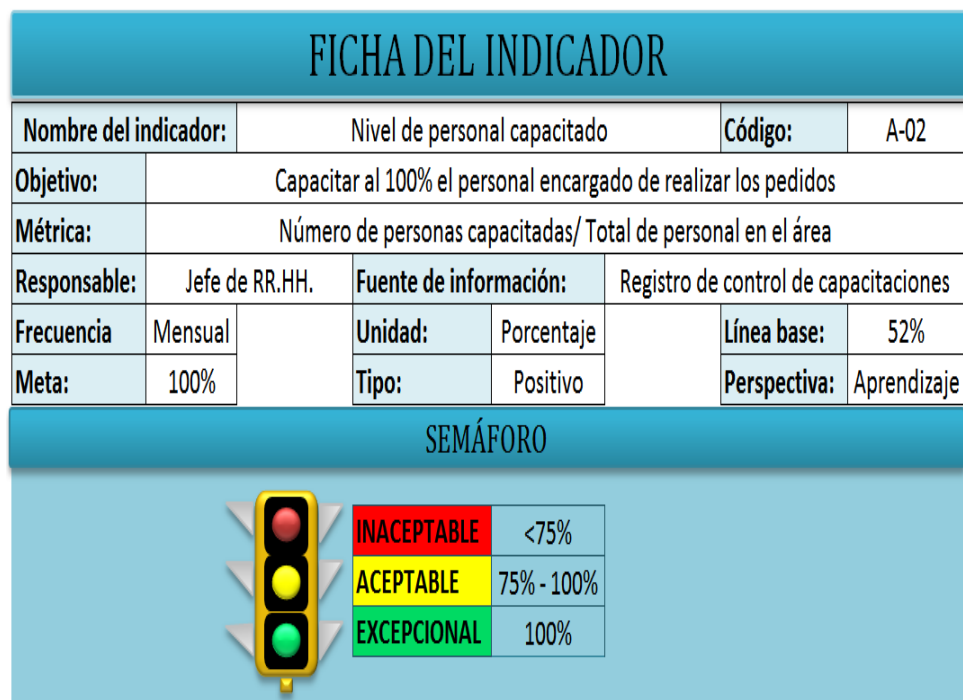 FICHA DEL INDICADOR
Nombre del indicador: Nivel de personal capacitado Código: A-02
Objetivo: Capacitar al 100% el personal encargado de realizar los pedidos
Métrica: Número de personas capacitadas/ Total de personal en el área
Responsable: Jefe de RR.HH. Fuente de información: Registro de control de capacitaciones
Frecuencia Mensual Unidad: Porcentaje Línea base: 52%
Meta: 100% Tipo: Positivo Perspectiva: Aprendizaje
SEMÁFORO
INACEPTABLE <75%
ACEPTABLE 75% - 100%
EXCEPCIONAL 100%